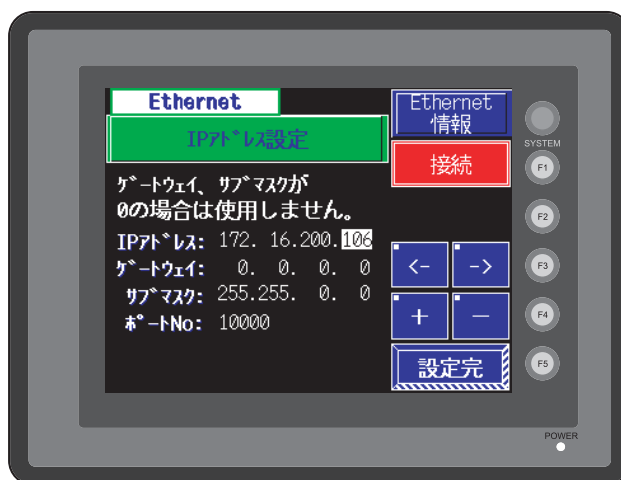 Ethernet
IPｱﾄﾞﾚｽ設定
Ethernet
情報
接続
ｹﾞｰﾄｳｪｲ、ｻﾌﾞﾏｽｸが
0の場合は使用しません。
IPｱﾄﾞﾚｽ: 172. 16.200.106
ｹﾞｰﾄｳｪｲ: 0. 0. 0. 0
ｻﾌﾞﾏｽｸ: 255.255. 0. 0
ﾎﾟｰﾄNo: 10000
<- ->
+ -
設定完
SYSTEM
F1
F2
F3
F4
F5
POWER